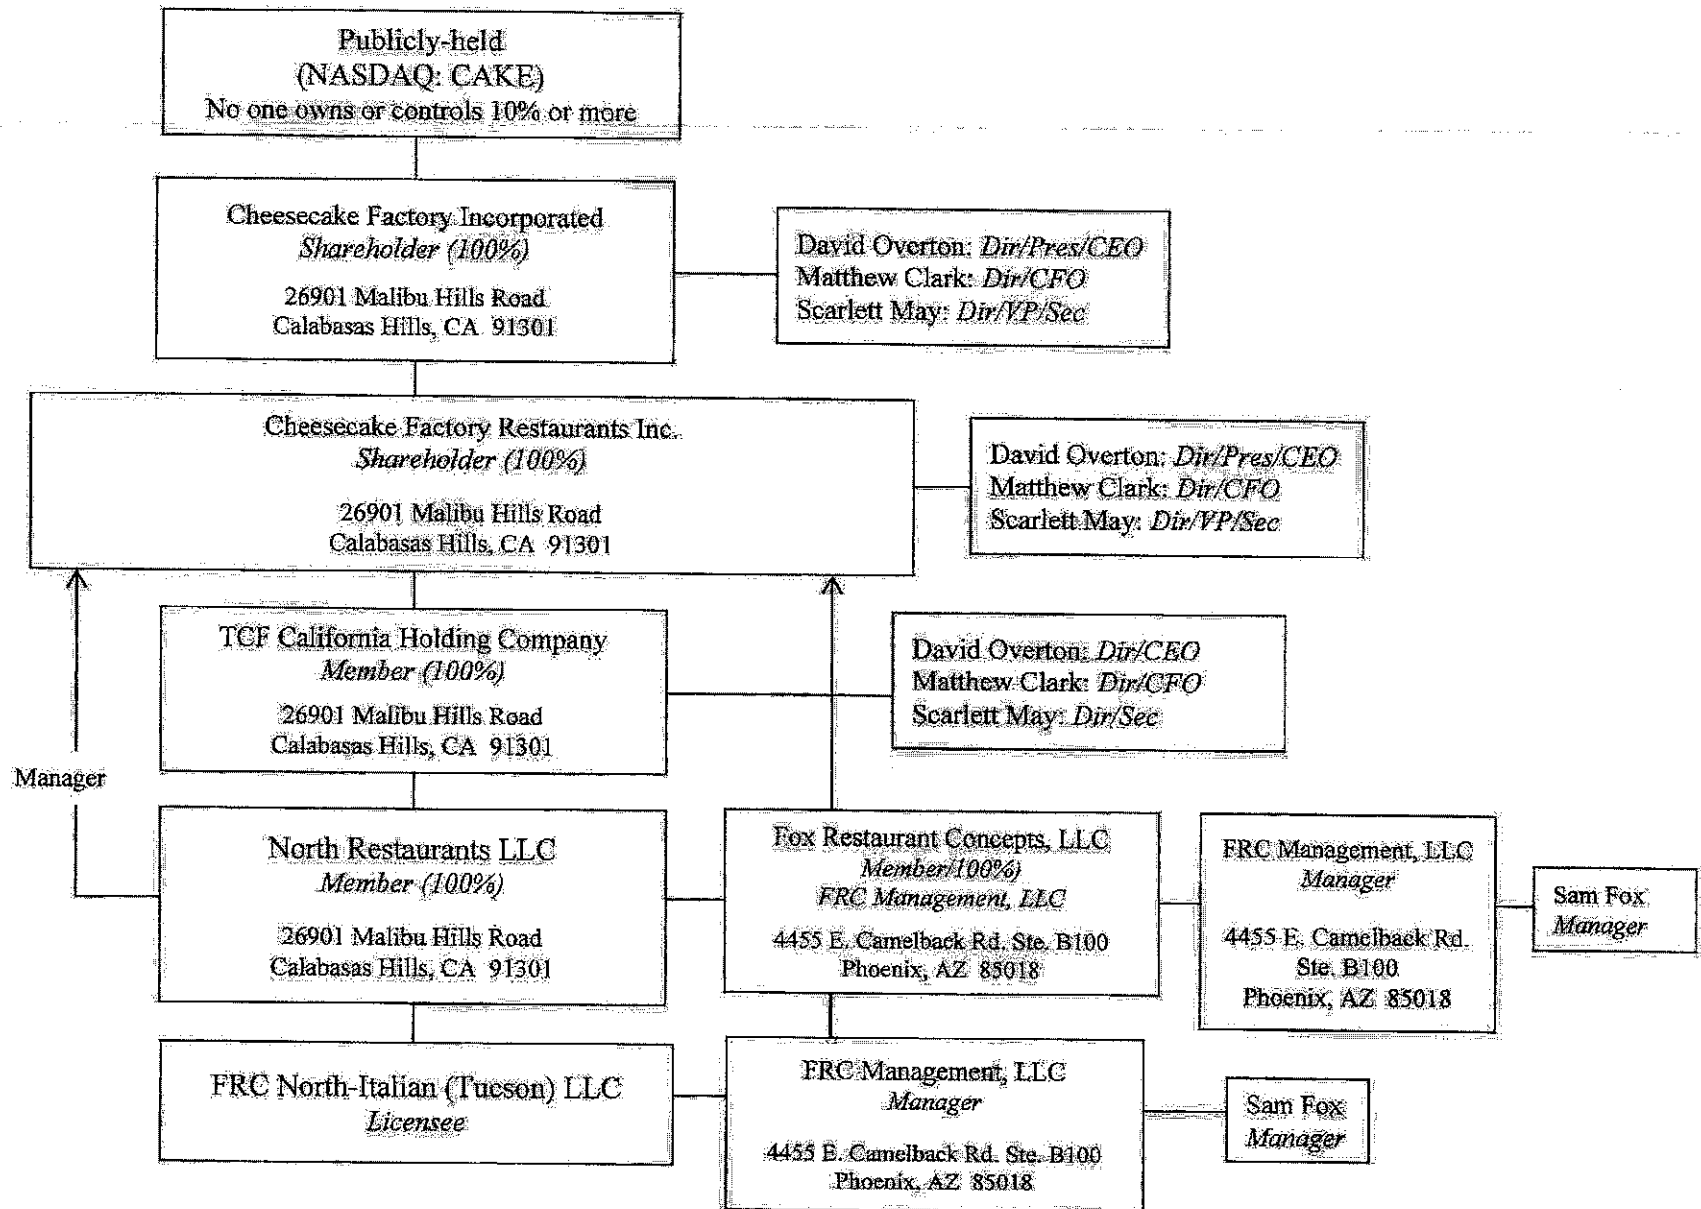 Publicly-held
(NASDAQ: CAKE)
No one owns or controls 10% or more
Cheesecake Factory Incorporated
Shareholder (100%)
26901 Malibu Hills Road
Calabasas Hills, CA 91301
David Overton: Dir/Pres/CEO
Matthew Clark: Dir/CFO
Scarlett May: Dir/VP/Sec
Cheesecake Factory Restaurants Inc.
Shareholder (100%)
26901 Malibu Hills Road
Calabasas Hills, CA 91301
David Overton: Dir/Pres/CEO
Matthew Clark: Dir/CFO
Scarlett May: Dir/VP/Sec
TCF California Holding Company
Member (100%)
26901 Malibu Hills Road
Calabasas Hills, CA 91301
David Overton: Dir/CEO
Matthew Clark: Dir/CFO
Scarlett May: Dir/Sec
Manager
North Restaurants LLC
Member (100%)
26901 Malibu Hills Road
Calabasas Hills, CA 91301
Fox Restaurant Concepts, LLC
Member/100%)
FRC Management, LLC
4455 E. Camelback Rd. Ste. B100
Phoenix, AZ 85018
FRC Management, LLC
Manager
4455 E. Camelback Rd.
Ste. B100
Phoenix, AZ 85018
Sam Fox
Manager
FRC North-Italian (Tucson) LLC
Licensee
FRC Management, LLC
Manager
4455 E. Camelback Rd. Ste. B100
Phoenix, AZ 85018
Sam Fox
Manager